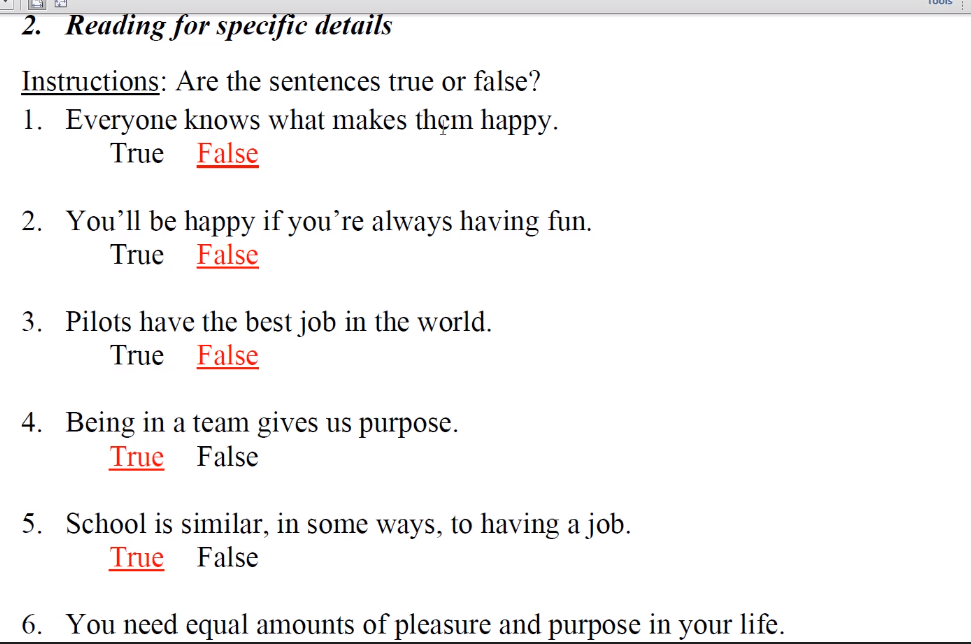 Tools
2. Reading for specific details
Instructions: Are the sentences true or false?
1. Everyone knows what makes them happy.
True False
2. You’ll be happy if you’re always having fun.
True False
3. Pilots have the best job in the world.
True False
4. Being in a team gives us purpose.
True False
5. School is similar, in some ways, to having a job.
True False
6. You need equal amounts of pleasure and purpose in your life.